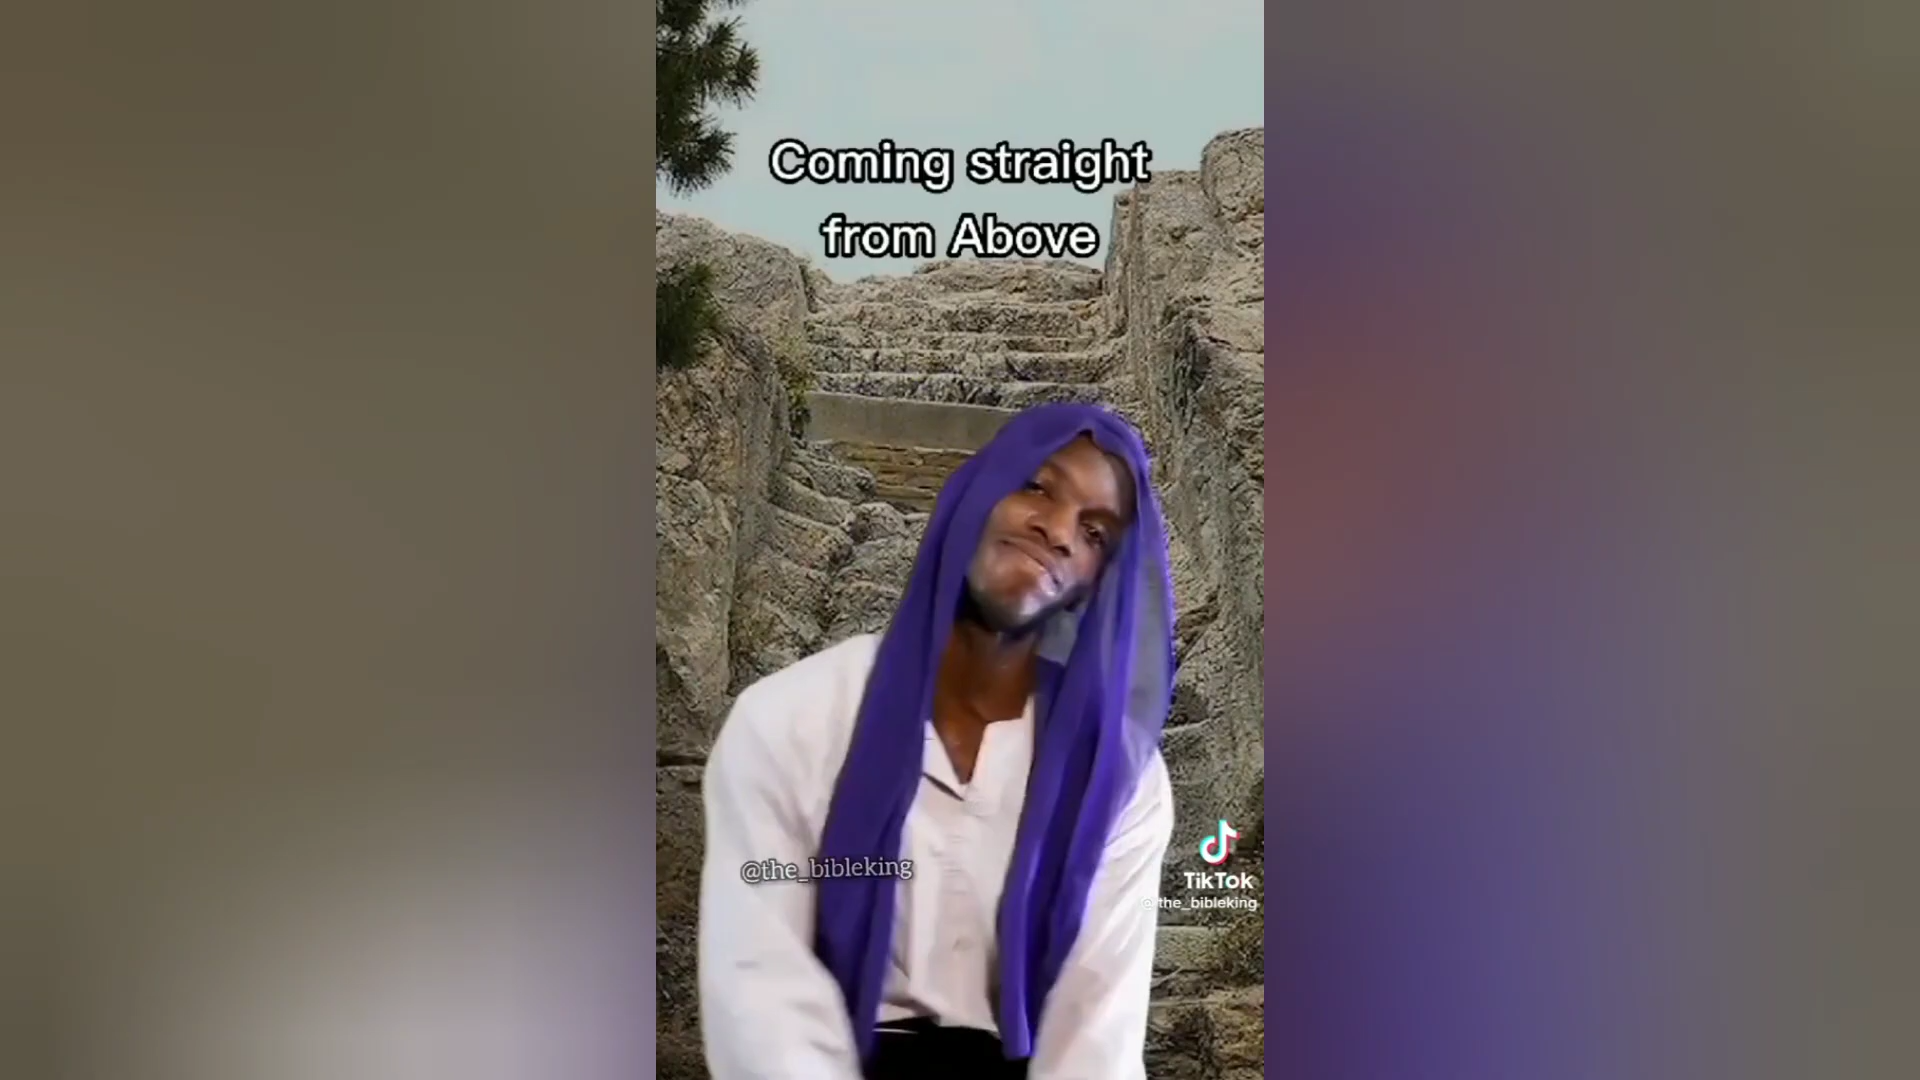 Coming straight
from Above
@the_bibleking
TikTok
@the_bibleking